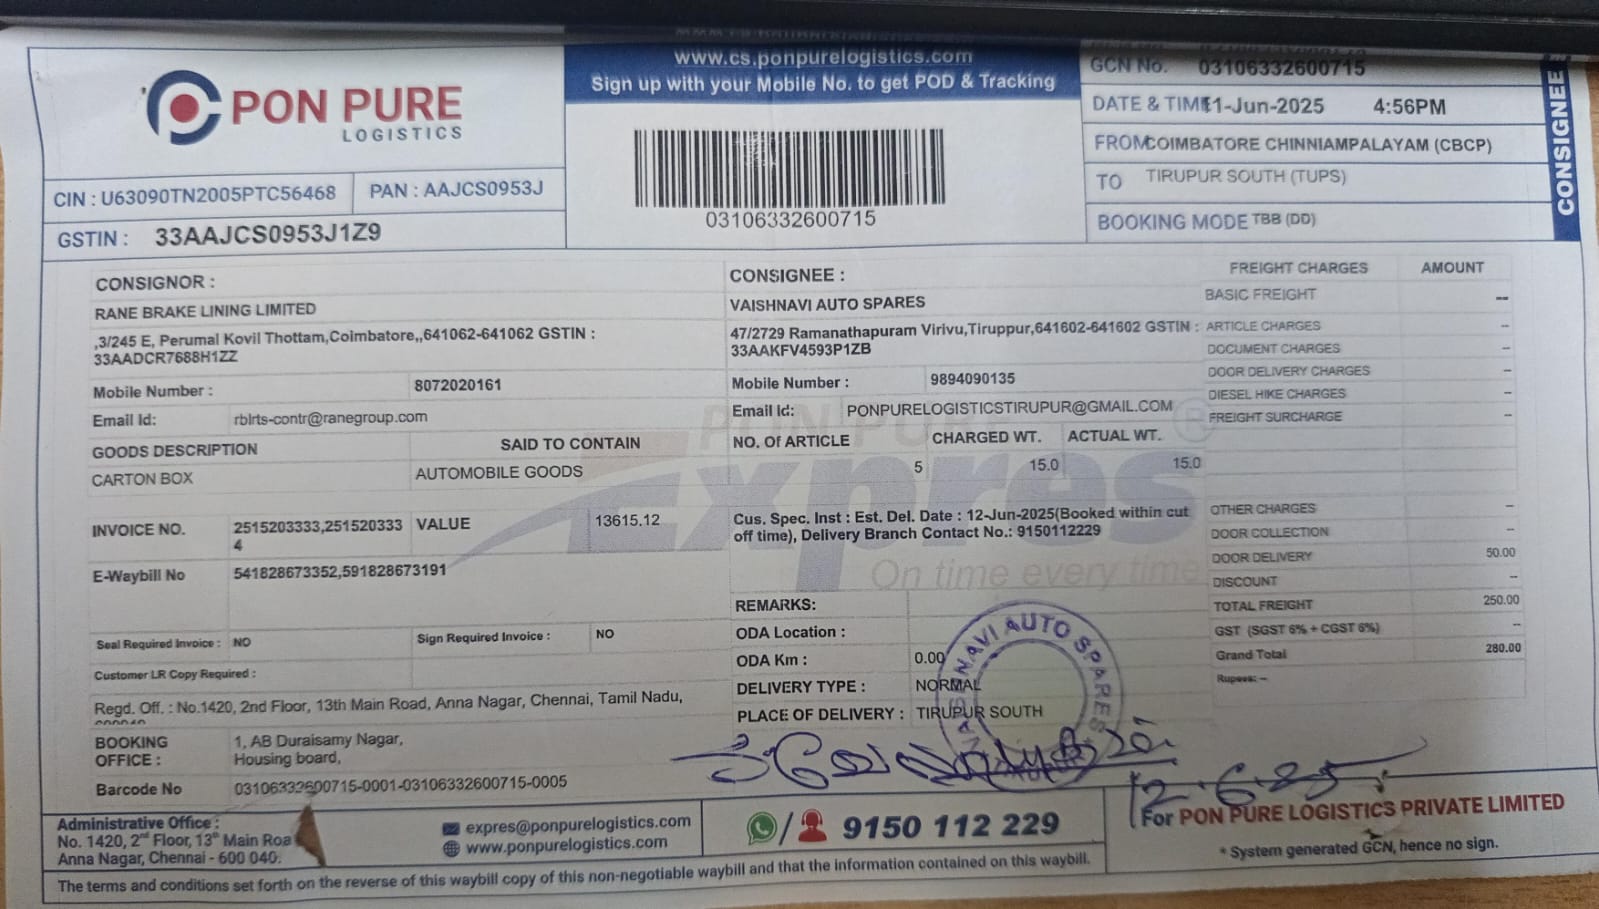 www.cs.ponpurelogistics.com
Sign up with your Mobile No. to get POD & Tracking
PON PURE
LOGISTICS
CIN : U63090TN2005PTC56468
PAN : AAJCS0953J
GSTIN : 33AAJCS0953J1Z9
03106332600715
GCN No. 03106332600715
DATE & TIME 11-Jun-2025 4:56PM
FROM COIMBATORE CHINNIAMPALAYAM (CBCP)
TO TIRUPUR SOUTH (TUPS)
BOOKING MODE TBB (DD)
CONSIGNEE
CONSIGNOR :
RANE BRAKE LINING LIMITED
,3/245 E, Perumal Kovil Thottam,Coimbatore,,641062-641062 GSTIN :
33AADCR7688H1ZZ
Mobile Number : 8072020161
Email Id: rblrts-contr@ranegroup.com
GOODS DESCRIPTION SAID TO CONTAIN
CARTON BOX AUTOMOBILE GOODS
INVOICE NO. 2515203333,251520333 VALUE 13615.12
4
E-Waybill No 541828673352,591828673191
Seal Required Invoice : NO Sign Required Invoice : NO
Customer LR Copy Required :
Regd. Off. : No.1420, 2nd Floor, 13th Main Road, Anna Nagar, Chennai, Tamil Nadu,
BOOKING 1, AB Duraisamy Nagar,
OFFICE : Housing board,
Barcode No 03106332600715-0001-03106332600715-0005
CONSIGNEE :
VAISHNAVI AUTO SPARES
47/2729 Ramanathapuram Virivu,Tiruppur,641602-641602 GSTIN :
33AAKFV4593P1ZB
Mobile Number : 9894090135
Email Id: PONPURELOGISTICSTIRUPUR@GMAIL.COM
NO. Of ARTICLE CHARGED WT. ACTUAL WT.
5 15.0 15.0
PON PURE
Expres
On time every time
Cus. Spec. Inst : Est. Del. Date : 12-Jun-2025(Booked within cut
off time), Delivery Branch Contact No.: 9150112229
REMARKS:
ODA Location :
ODA Km : 0.00
DELIVERY TYPE : NORMAL
PLACE OF DELIVERY : TIRUPUR SOUTH
VAISHNAVI AUTO SPARES
12.6.25
FREIGHT CHARGES AMOUNT
BASIC FREIGHT --
ARTICLE CHARGES --
DOCUMENT CHARGES --
DOOR DELIVERY CHARGES --
DIESEL HIKE CHARGES --
FREIGHT SURCHARGE --
OTHER CHARGES --
DOOR COLLECTION --
DOOR DELIVERY 50.00
DISCOUNT --
TOTAL FREIGHT 250.00
GST (SGST 6% + CGST 6%) --
Grand Total 280.00
Rupees: --
Administrative Office :
No. 1420, 2nd Floor, 13th Main Roa
Anna Nagar, Chennai - 600 040.
expres@ponpurelogistics.com
www.ponpurelogistics.com
/ 9150 112 229
For PON PURE LOGISTICS PRIVATE LIMITED
* System generated GCN, hence no sign.
The terms and conditions set forth on the reverse of this waybill copy of this non-negotiable waybill and that the information contained on this waybill.